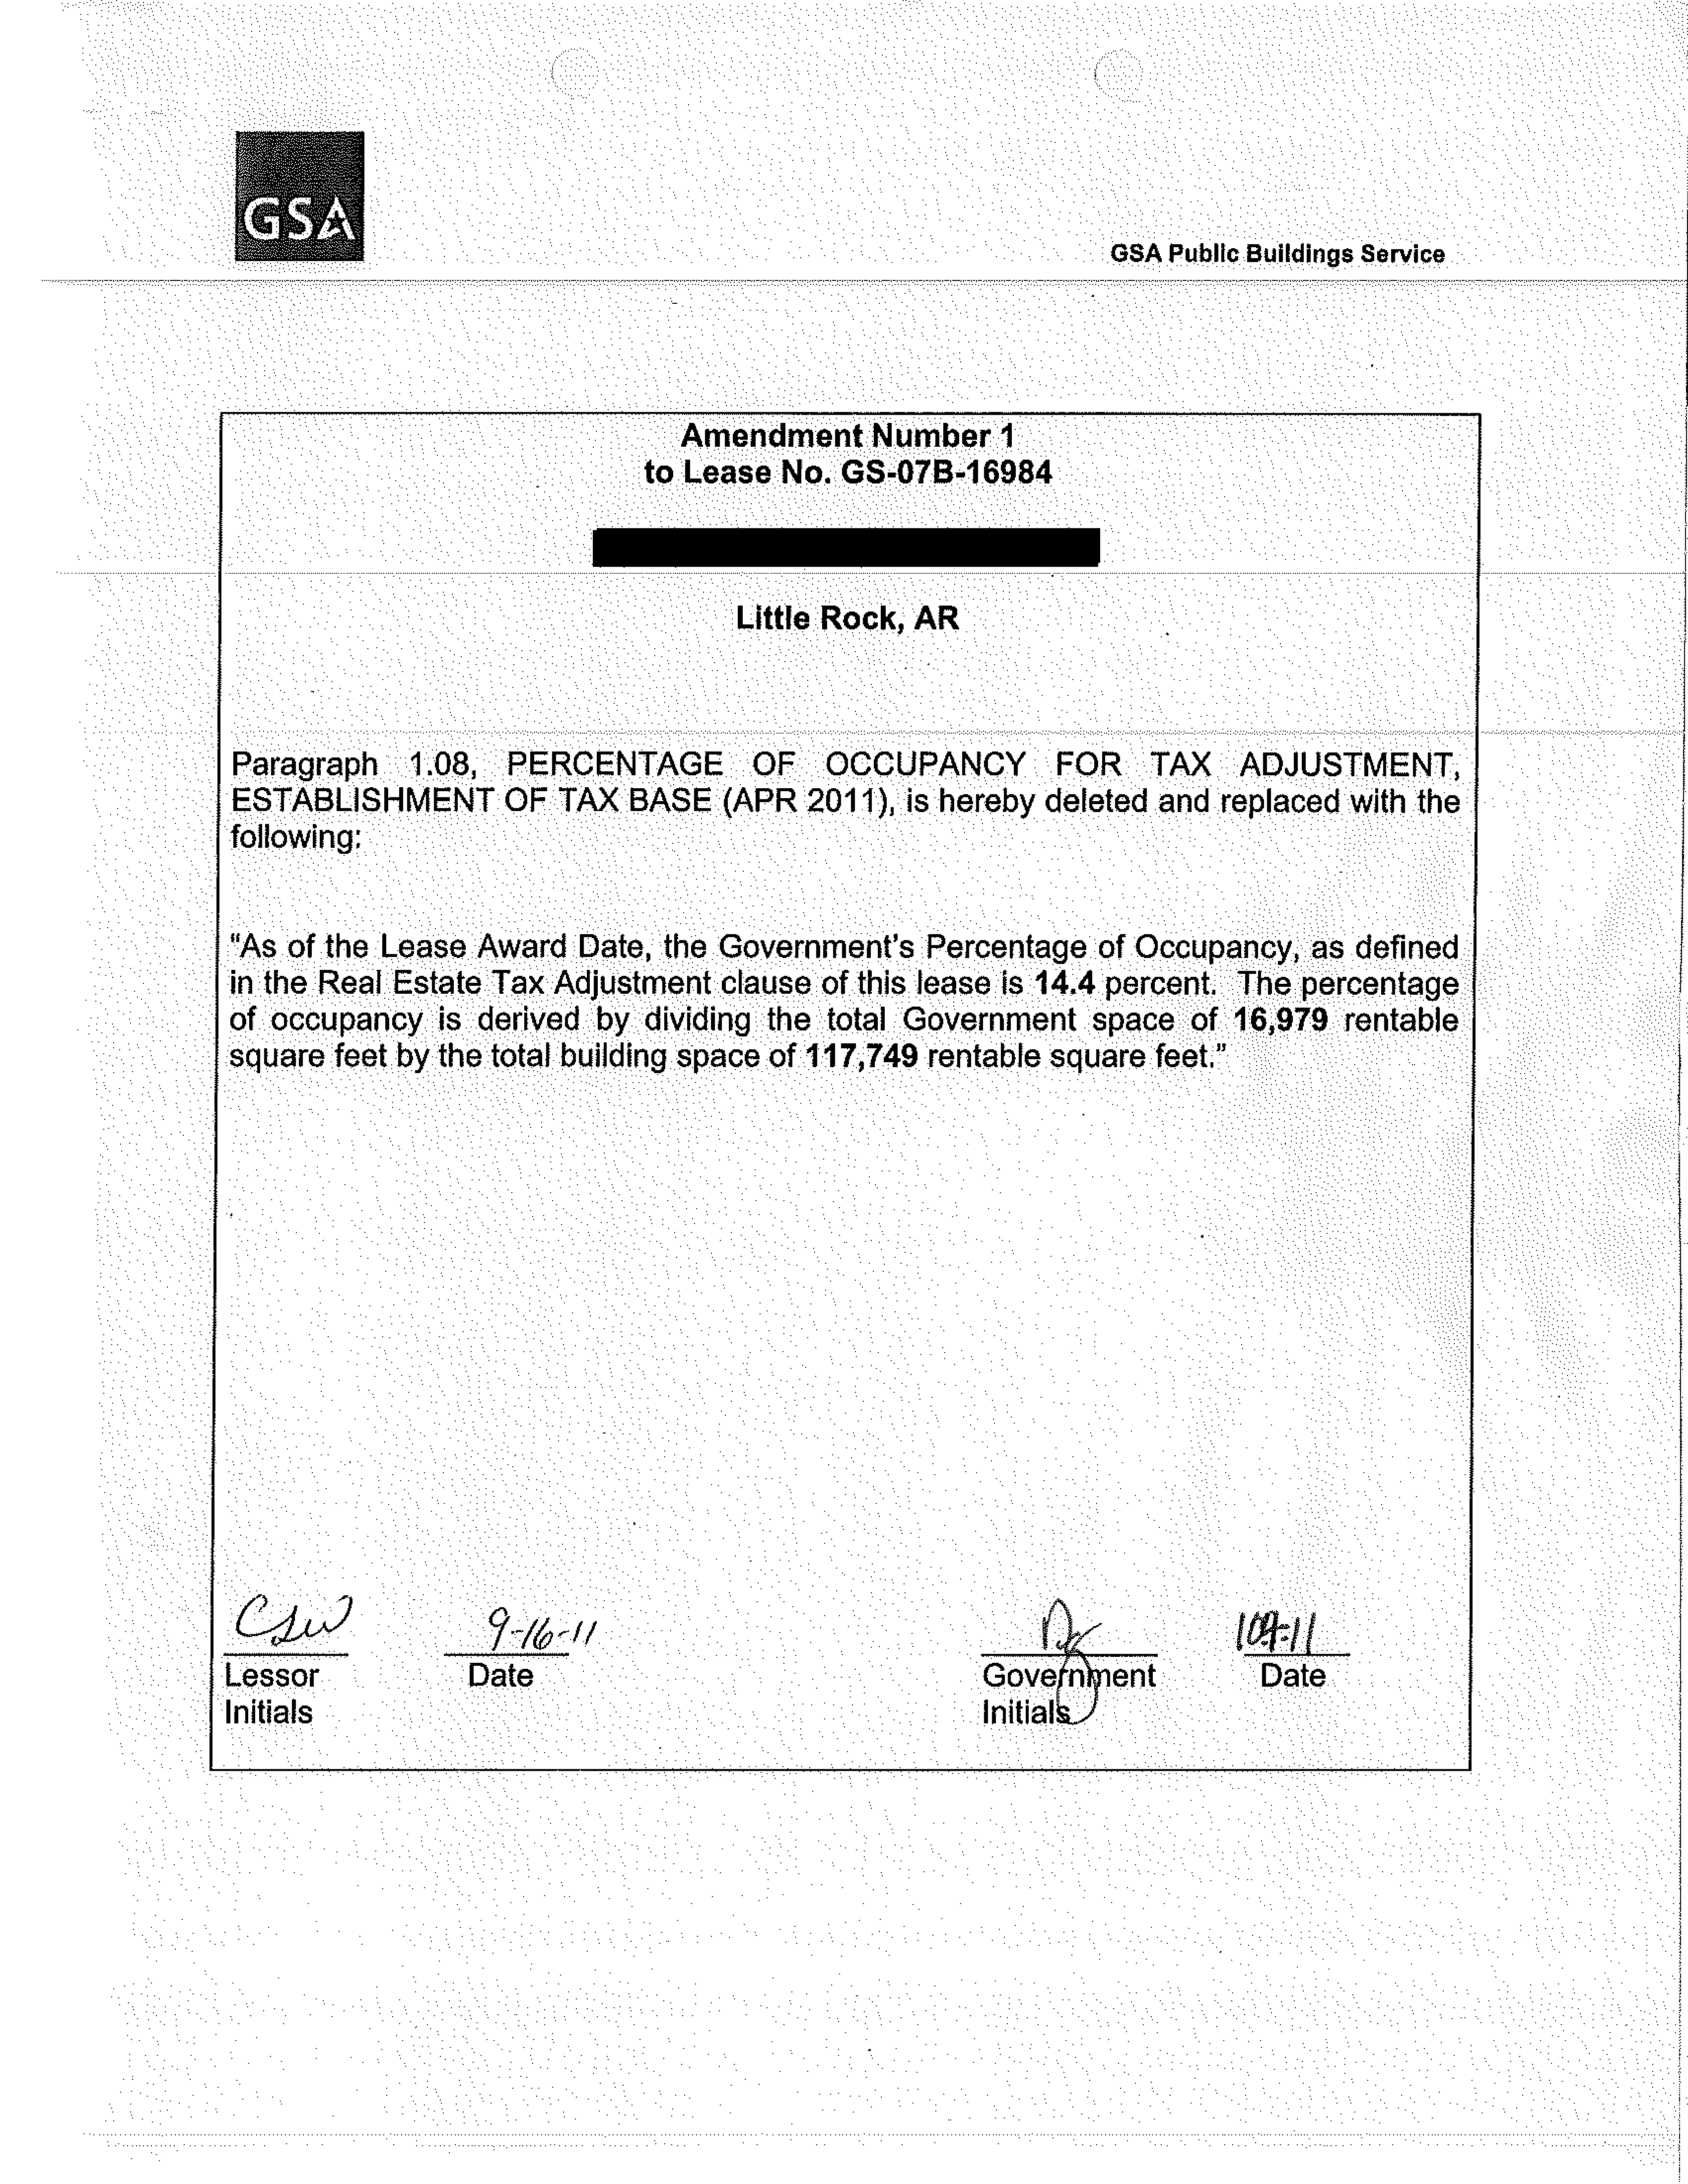 GSA
GSA Public Buildings Service
Amendment Number 1
to Lease No. GS-07B-16984
Little Rock, AR
Paragraph 1.08, PERCENTAGE OF OCCUPANCY FOR TAX ADJUSTMENT,
ESTABLISHMENT OF TAX BASE (APR 2011), is hereby deleted and replaced with the
following:
“As of the Lease Award Date, the Government’s Percentage of Occupancy, as defined
in the Real Estate Tax Adjustment clause of this lease is 14.4 percent. The percentage
of occupancy is derived by dividing the total Government space of 16,979 rentable
square feet by the total building space of 117,749 rentable square feet.”
CSW 9-16-11
Lessor Date Government Date
Initials Initials